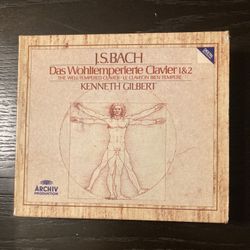 J.S.BACH
Das Wohltemperierte Clavier 1&2
THE WELL-TEMPERED CLAVIER · LE CLAVECIN BIEN TEMPÉRÉ
KENNETH GILBERT
ARCHIV
PRODUKTION